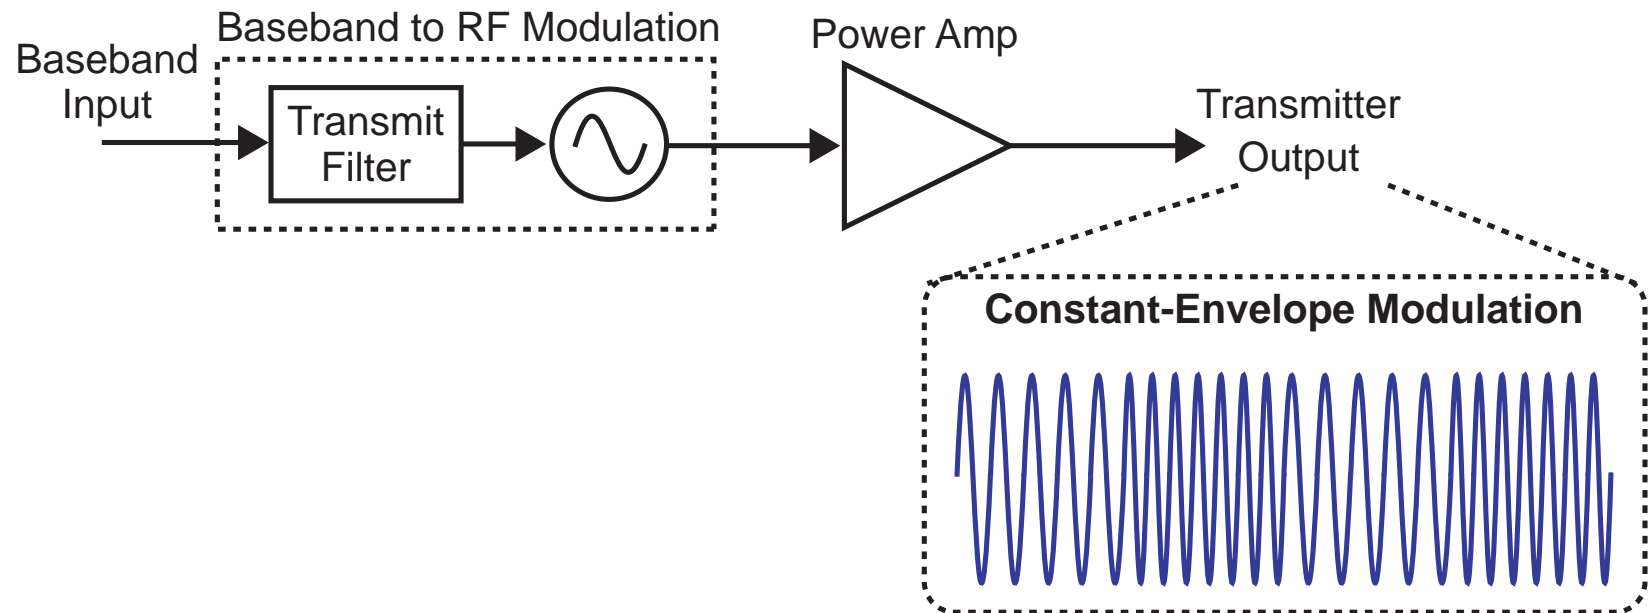 Baseband to RF Modulation
Power Amp
Baseband
Input
Transmit
Filter
Transmitter
Output
Constant-Envelope Modulation